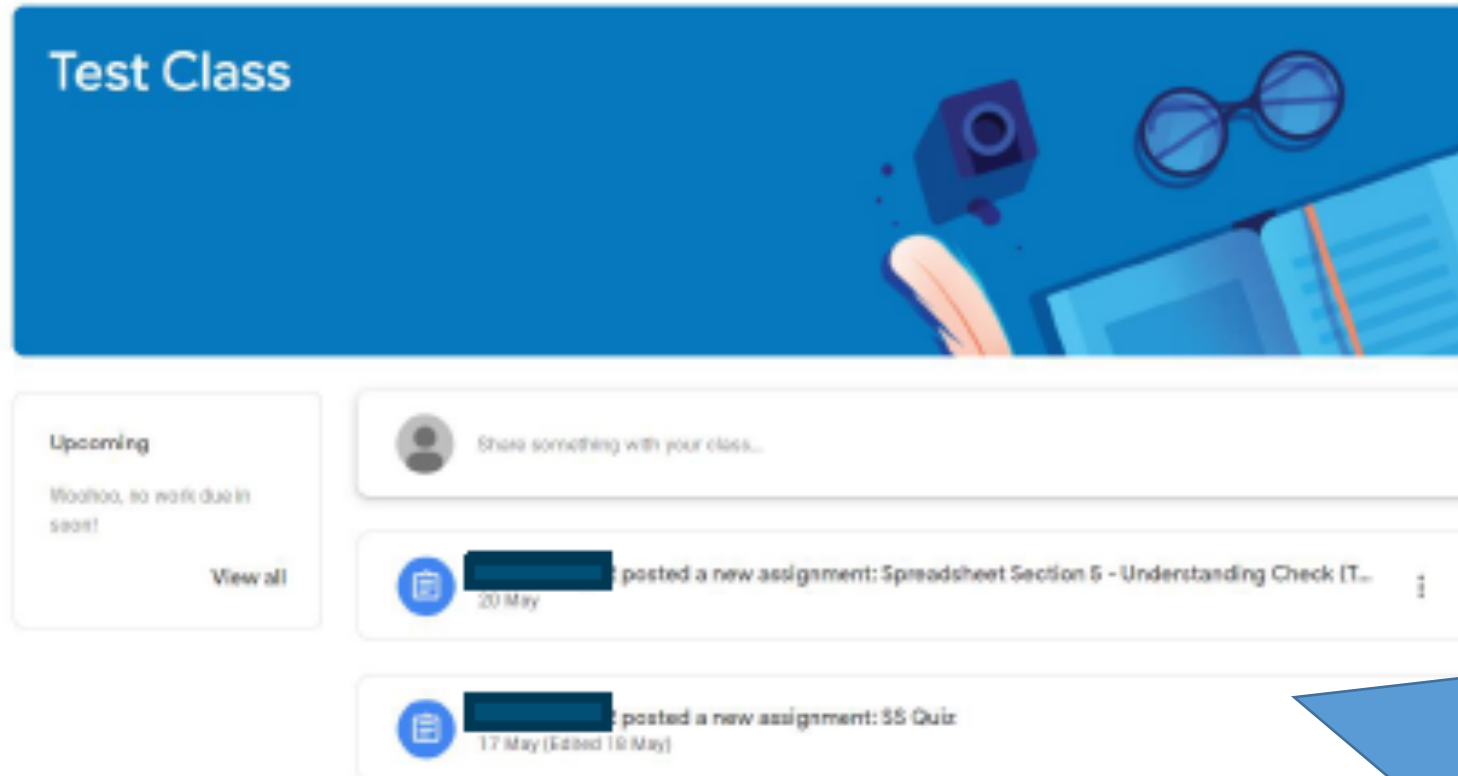 Test Class
Upcoming
Woohoo, no work due in
soon!
View all
Share something with your class...
posted a new assignment: Spreadsheet Section 5 - Understanding Check (T...
20 May
posted a new assignment: SS Quiz
17 May (Edited 18 May)